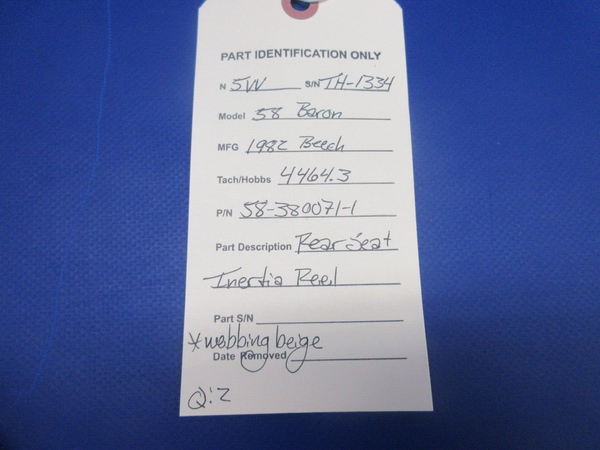 PART IDENTIFICATION ONLY
N 5VV S/N TH-1334
Model 58 Baron
MFG 1982 Beech
Tach/Hobbs 4464.3
P/N 58-380071-1
Part Description Rear Seat
Inertia Reel
Part S/N
*webbing beige
Date Removed
Q:2